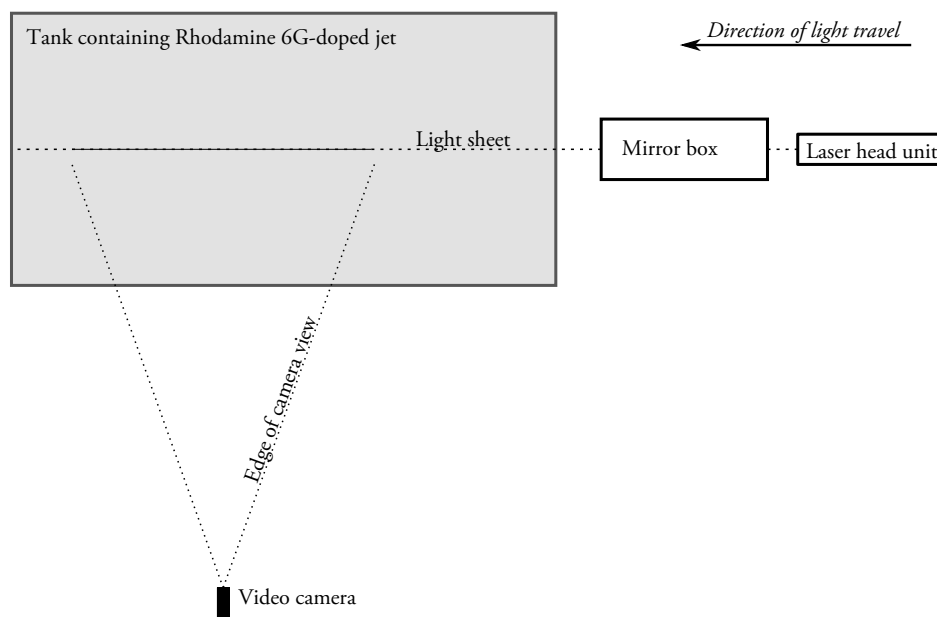 Tank containing Rhodamine 6G-doped jet
Direction of light travel
Light sheet
Mirror box
Laser head unit
Edge of camera view
Video camera